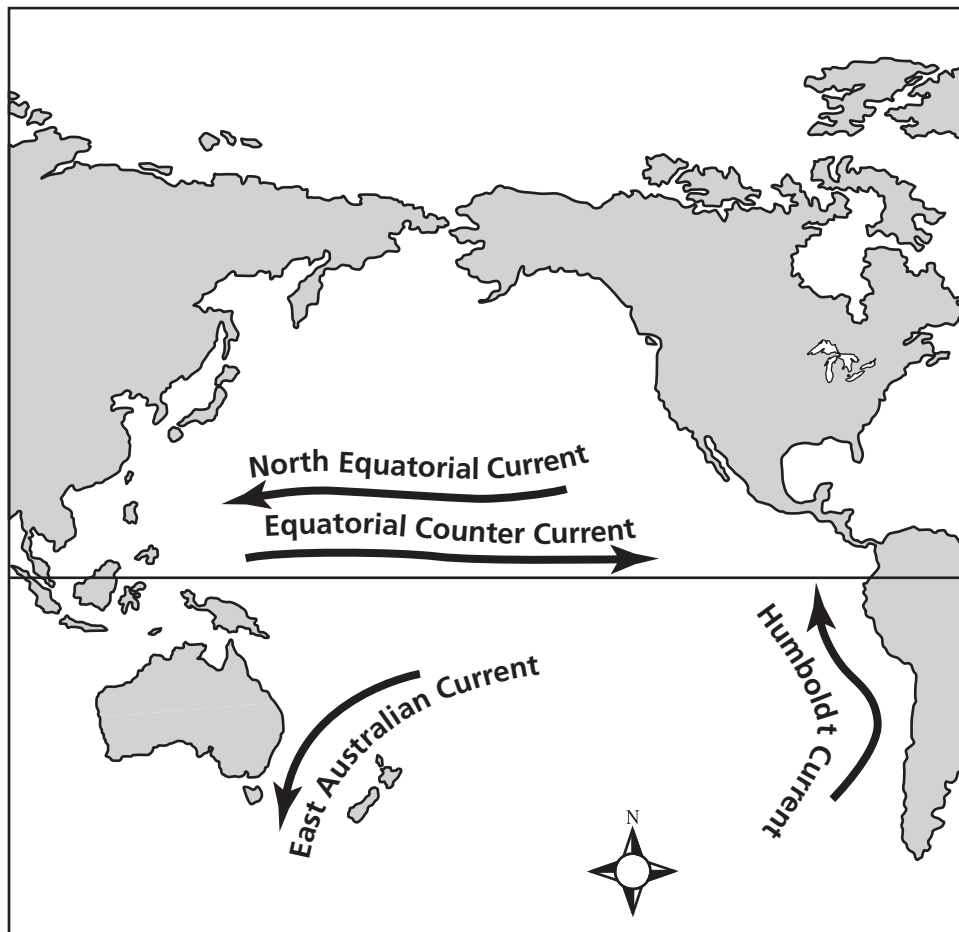 North Equatorial Current
Equatorial Counter Current
Humboldt Current
East Australian Current
N